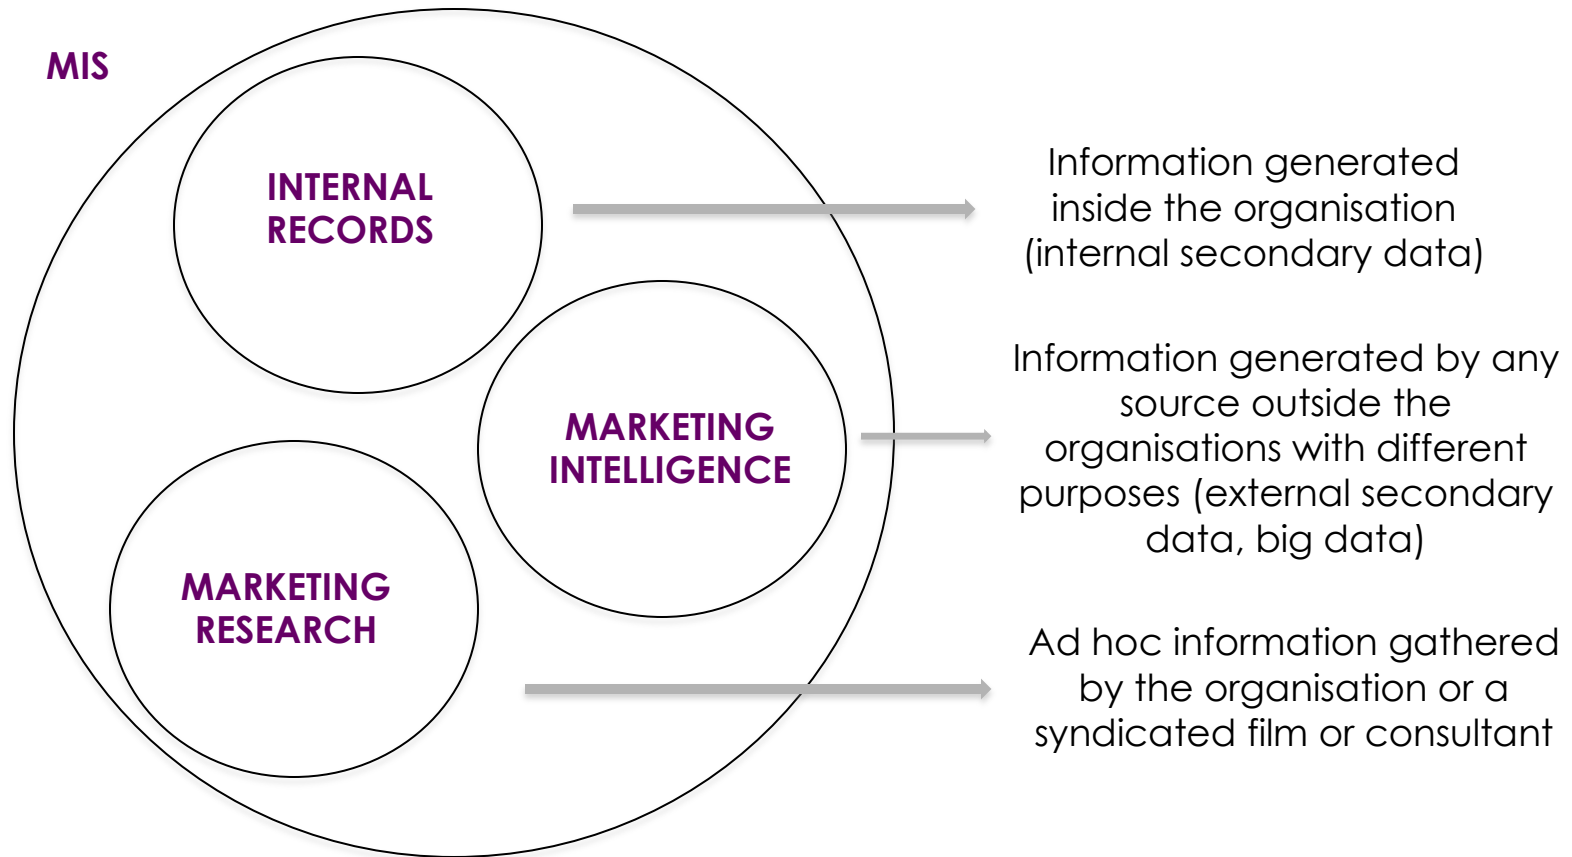 MIS
INTERNAL
RECORDS
Information generated
inside the organisation
(internal secondary data)
MARKETING
INTELLIGENCE
Information generated by any
source outside the
organisations with different
purposes (external secondary
data, big data)
MARKETING
RESEARCH
Ad hoc information gathered
by the organisation or a
syndicated film or consultant